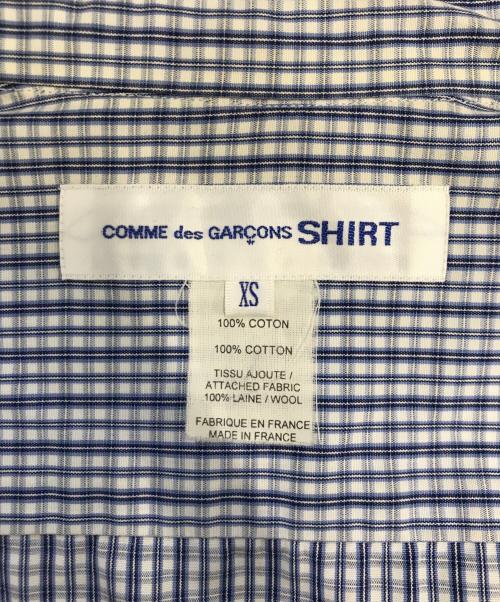 COMME des GARÇONS SHIRT
XS
100% COTON
100% COTTON
TISSU AJOUTE /
ATTACHED FABRIC
100% LAINE / WOOL
FABRIQUE EN FRANCE
MADE IN FRANCE